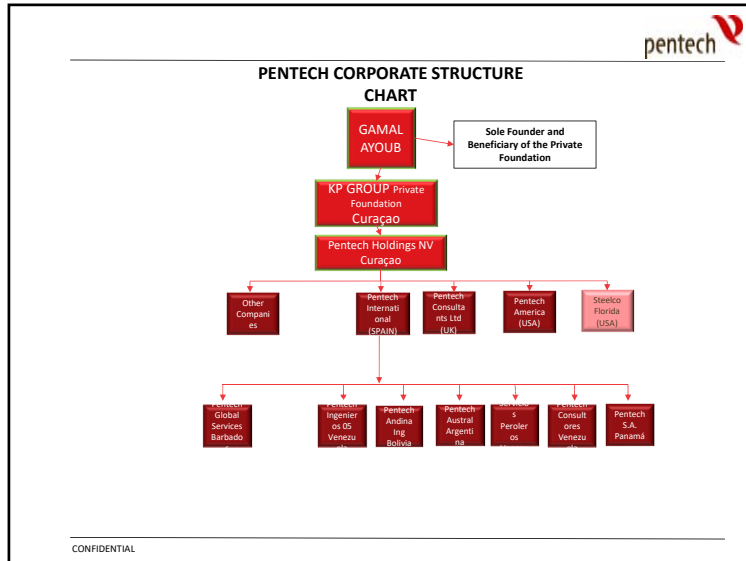 pentech
PENTECH CORPORATE STRUCTURE
CHART
GAMAL
AYOUB
Sole Founder and
Beneficiary of the Private
Foundation
KP GROUP Private
Foundation
Curaçao
Pentech Holdings NV
Curaçao
Other
Compani
es
Pentech
Internati
onal
(SPAIN)
Pentech
Consulta
nts Ltd
(UK)
Pentech
America
(USA)
Steelco
Florida
(USA)
Pentech
Global
Services
Barbado
Pentech
Ingenier
os 05
Venezu
Pentech
Andina
Ing
Bolivia
Pentech
Austral
Argenti
na
s
Peroler
os
Pentech
Consult
ores
Venezu
Pentech
S.A.
Panamá
CONFIDENTIAL